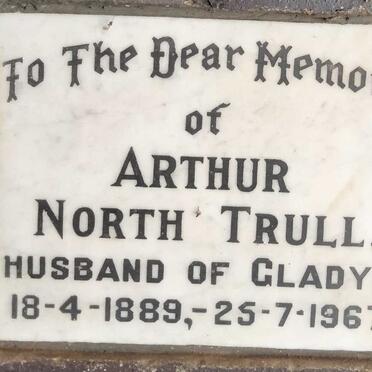 To The Dear Memo
of
ARTHUR
NORTH TRULL.
HUSBAND OF GLADY
18-4-1889,-25-7-1967